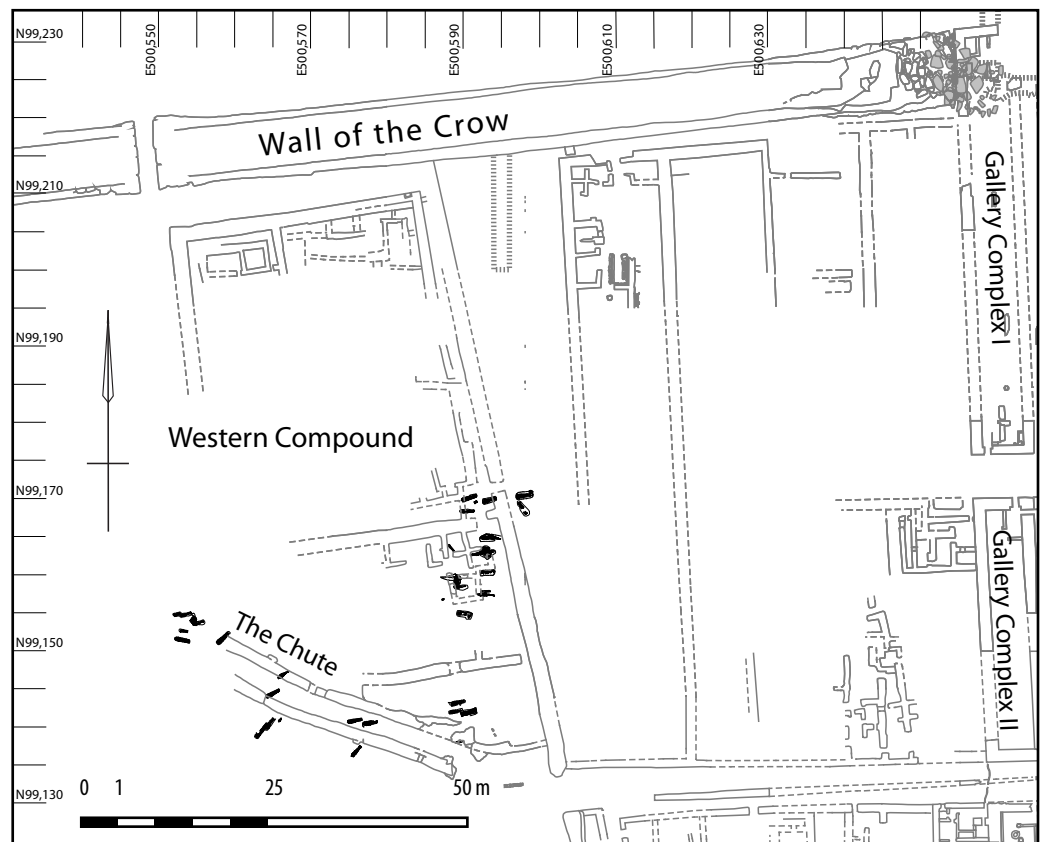 N99,230
E500,550
E500,570
E500,590
E500,610
E500,630
Wall of the Crow
N99,210
Gallery Complex I
N99,190
Western Compound
N99,170
Gallery Complex II
The Chute
N99,150
0 1 25 50 m
N99,130